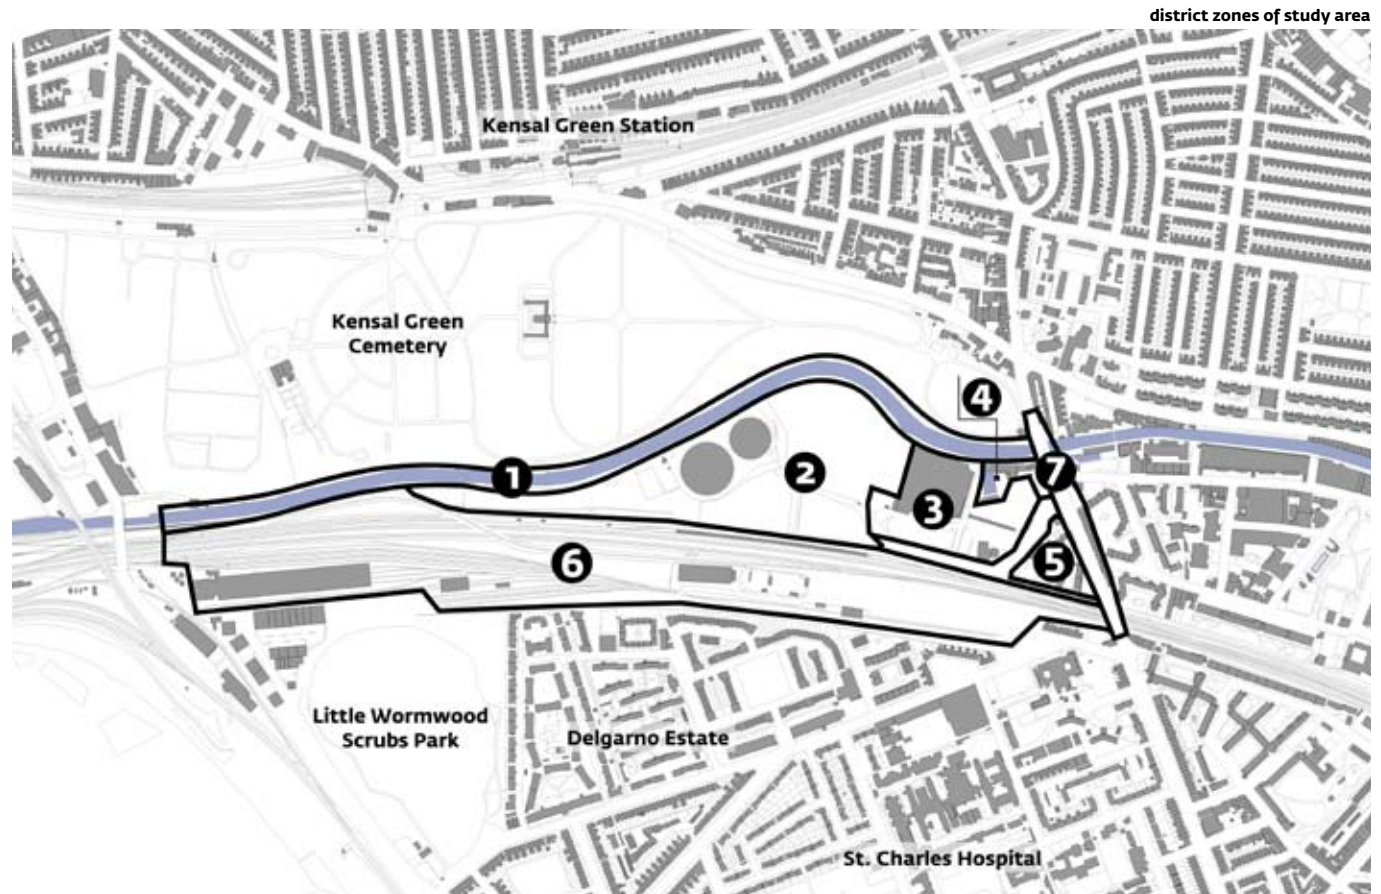 district zones of study area
Kensal Green Station
Kensal Green
Cemetery
4
1
2
7
3
5
6
Little Wormwood
Scrubs Park
Delgarno Estate
St. Charles Hospital